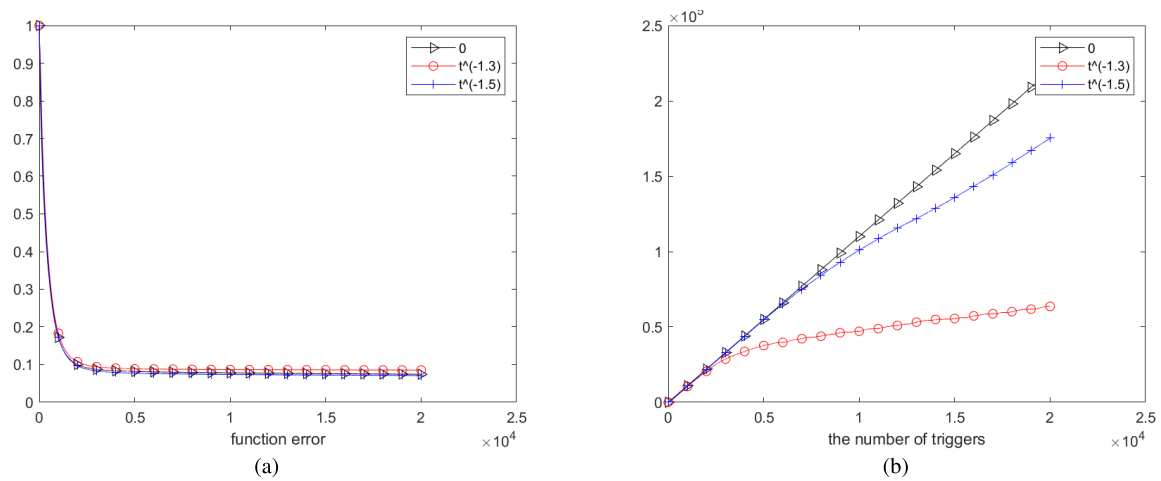 1
0.9
0.8
0.7
0.6
0.5
0.4
0.3
0.2
0.1
0
0 0.5 1 1.5 2 2.5
×10^4
function error
0
t^(-1.3)
t^(-1.5)
(a)
×10^5
2.5
2
1.5
1
0.5
0
0 0.5 1 1.5 2 2.5
×10^4
the number of triggers
0
t^(-1.3)
t^(-1.5)
(b)